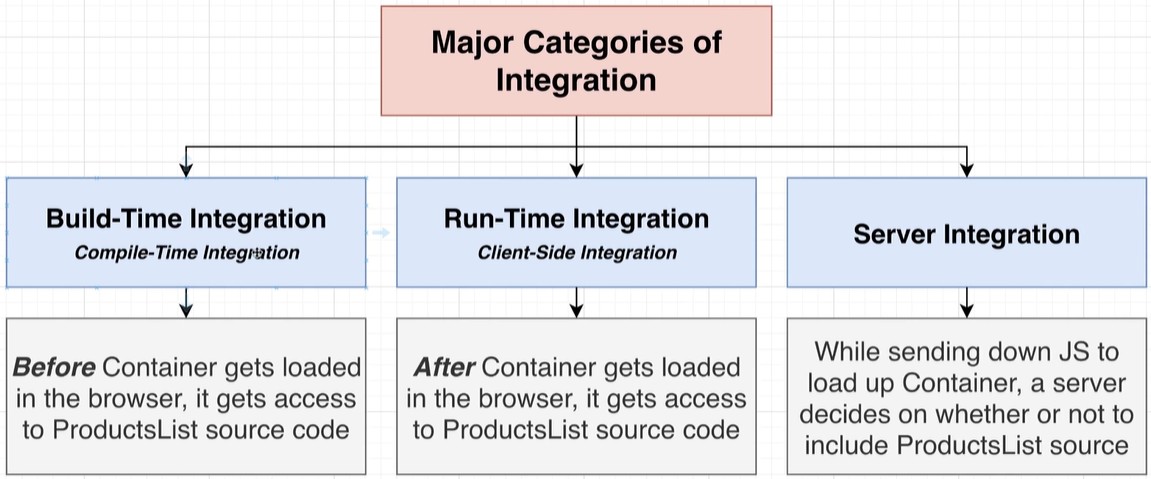 Major Categories of
Integration
Build-Time Integration
Compile-Time Integration
Run-Time Integration
Client-Side Integration
Server Integration
Before Container gets loaded
in the browser, it gets access
to ProductsList source code
After Container gets loaded
in the browser, it gets access
to ProductsList source code
While sending down JS to
load up Container, a server
decides on whether or not to
include ProductsList source